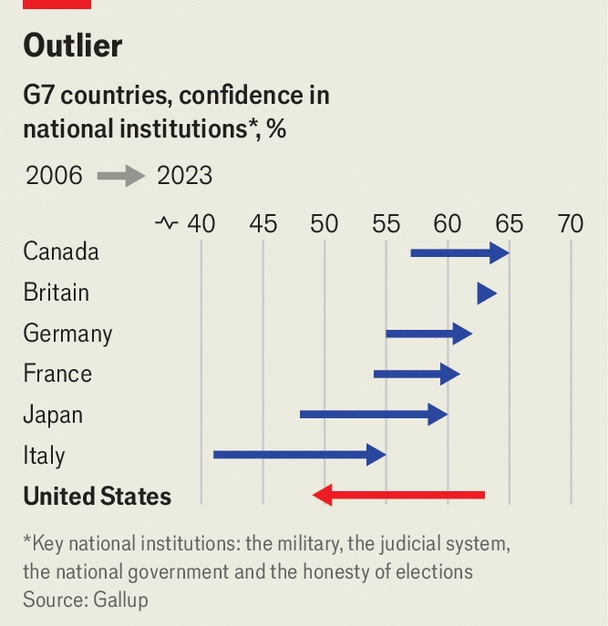 Outlier
G7 countries, confidence in
national institutions*, %
2006 2023
40 45 50 55 60 65 70
Canada
Britain
Germany
France
Japan
Italy
United States
*Key national institutions: the military, the judicial system,
the national government and the honesty of elections
Source: Gallup